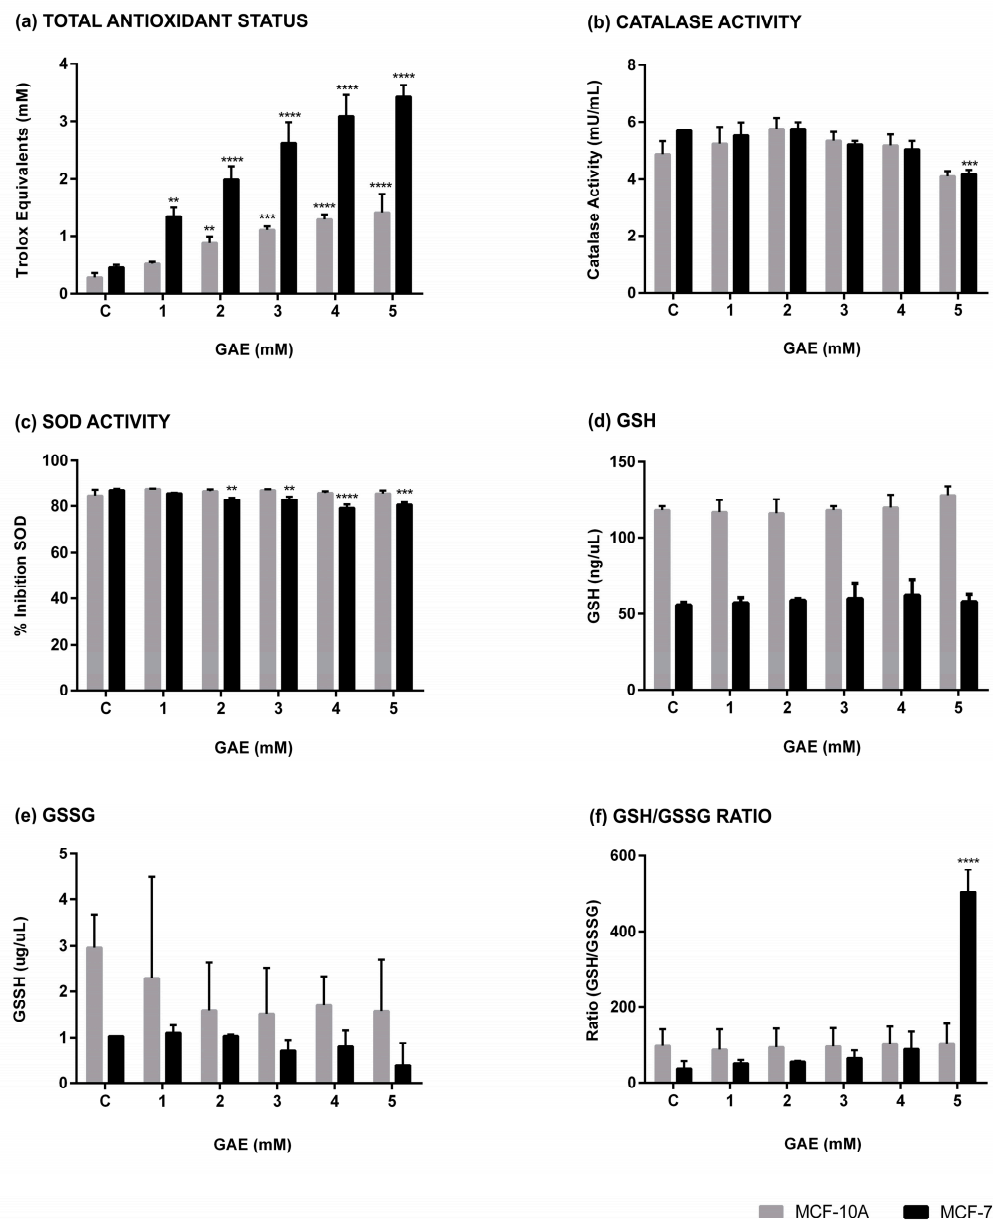 (a) TOTAL ANTIOXIDANT STATUS
Trolox Equivalents (mM)
4
3
2
1
0
**
****
****
****
****
**
***
****
****
C 1 2 3 4 5
GAE (mM)
(b) CATALASE ACTIVITY
Catalase Activity (mU/mL)
8
6
4
2
0
***
C 1 2 3 4 5
GAE (mM)
(c) SOD ACTIVITY
% Inibition SOD
100
80
60
40
20
0
** ** **** ***
C 1 2 3 4 5
GAE (mM)
(d) GSH
GSH (ng/uL)
150
100
50
0
C 1 2 3 4 5
GAE (mM)
(e) GSSG
GSSH (ug/uL)
5
4
3
2
1
0
C 1 2 3 4 5
GAE (mM)
(f) GSH/GSSG RATIO
Ratio (GSH/GSSG)
600
400
200
0
****
C 1 2 3 4 5
GAE (mM)
MCF-10A MCF-7